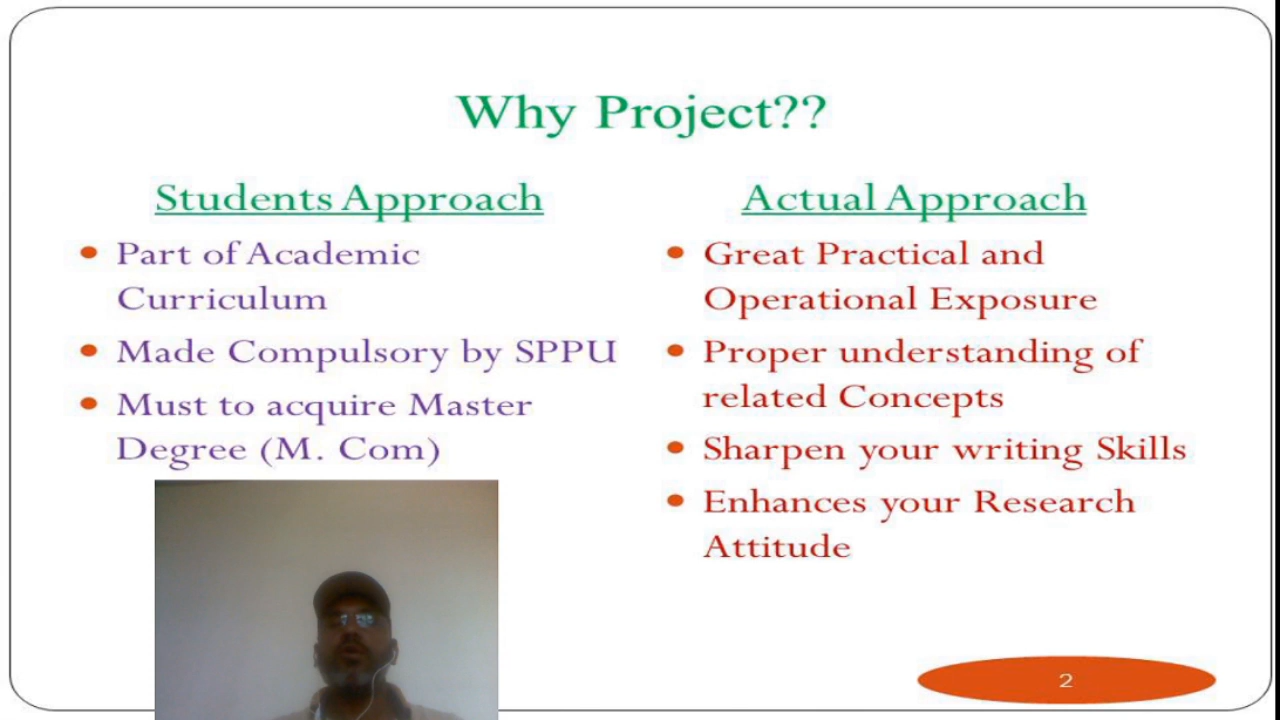 Why Project??
Students Approach
Part of Academic
Curriculum
Made Compulsory by SPPU
Must to acquire Master
Degree (M. Com)
Actual Approach
Great Practical and
Operational Exposure
Proper understanding of
related Concepts
Sharpen your writing Skills
Enhances your Research
Attitude
2